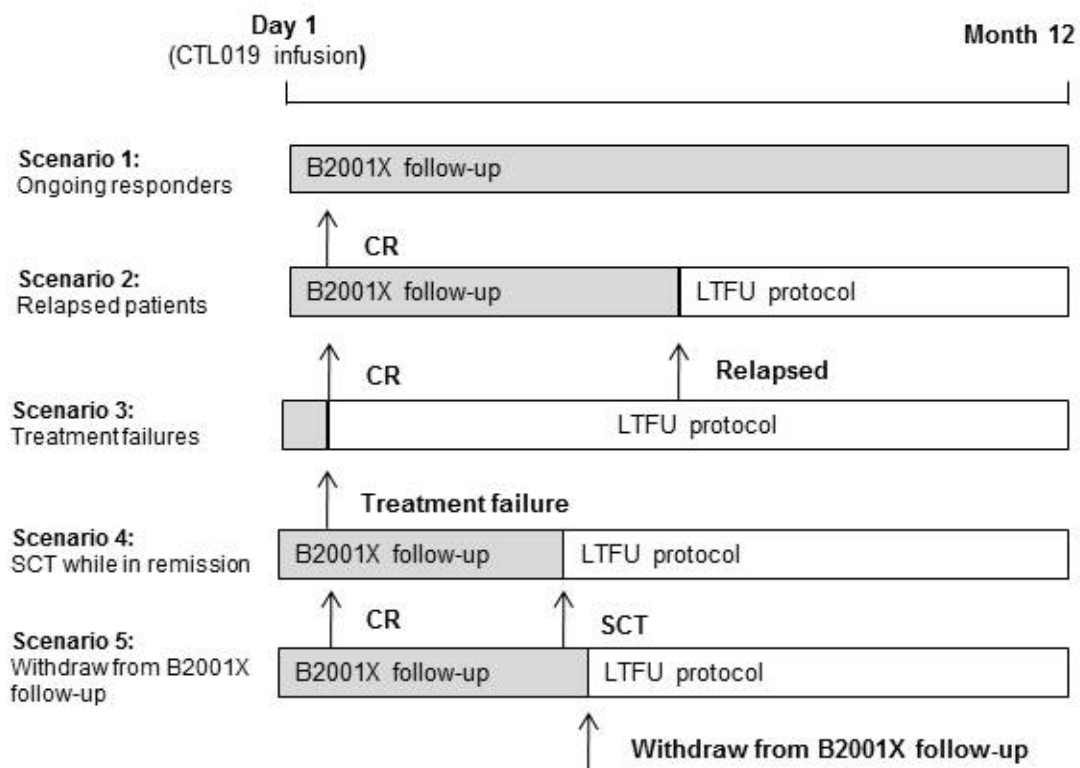 Day 1
(CTL019 infusion)
Month 12
Scenario 1:
Ongoing responders
B2001X follow-up
CR
Scenario 2:
Relapsed patients
B2001X follow-up
LTFU protocol
CR
Relapsed
Scenario 3:
Treatment failures
LTFU protocol
Treatment failure
Scenario 4:
SCT while in remission
B2001X follow-up
LTFU protocol
CR
SCT
Scenario 5:
Withdraw from B2001X
follow-up
B2001X follow-up
LTFU protocol
Withdraw from B2001X follow-up